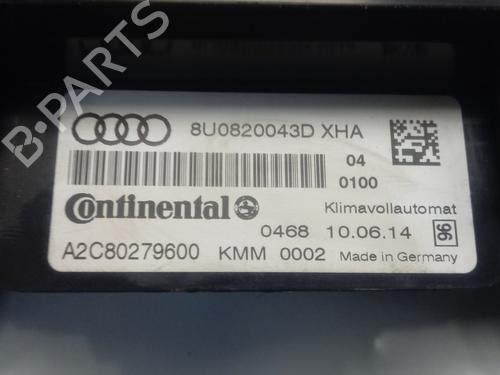 8U0820043D XHA
04
0100
Continental
Klimavollautomat
0468 10.06.14 96
A2C80279600 KMM 0002 Made in Germany
B-PARTS